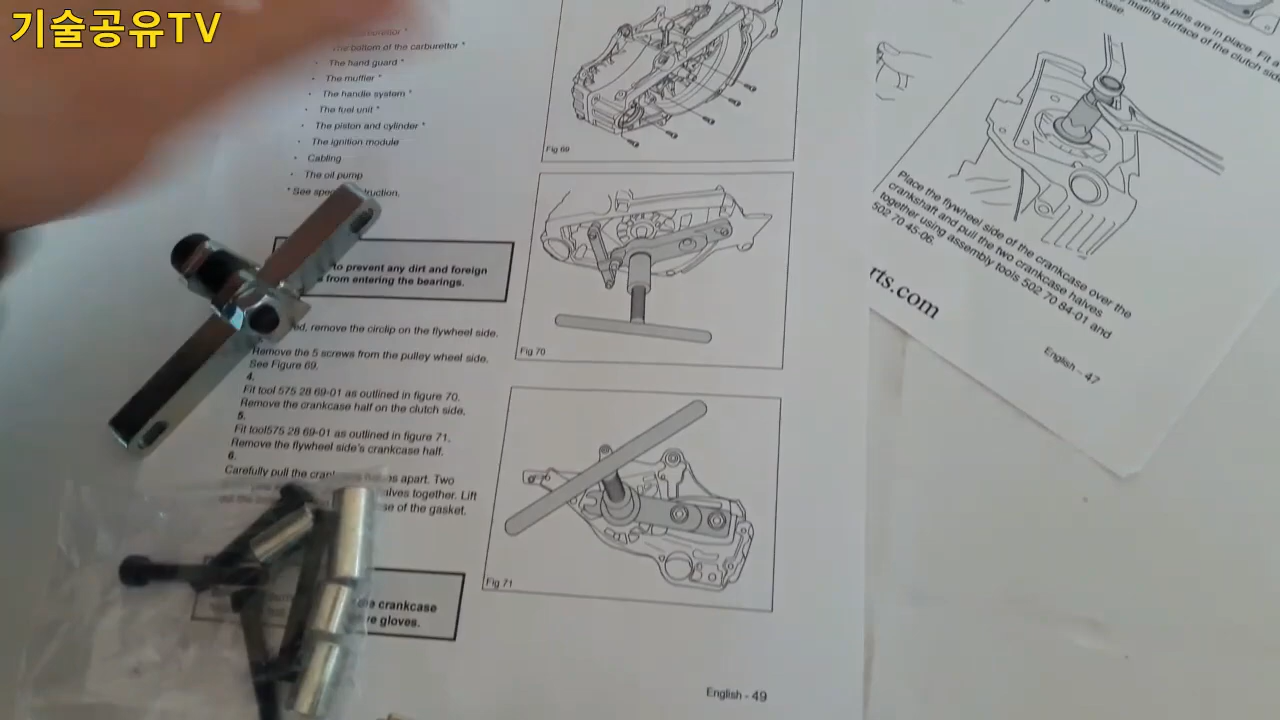 기술공유TV
The bottom of the carburettor *
The hand guard *
The muffler *
The handle system *
The fuel unit *
The piston and cylinder *
The ignition module
Cabling
The oil pump
* See
to prevent any dirt and foreign
from entering the bearings.
remove the circlip on the flywheel side.
Remove the 5 screws from the pulley wheel side.
See Figure 69.
4.
Fit tool 575 28 69-01 as outlined in figure 70.
Remove the crankcase half on the clutch side.
5.
Fit tool575 28 69-01 as outlined in figure 71.
Remove the flywheel side's crankcase half.
6.
Carefully pull the apart. Two
together. Lift
of the gasket.
crankcase
gloves.
Fig 69
Fig 70
Fig 71
English - 49
pins are in place. Fit a
mating surface of the clutch
Place the flywheel side of the crankcase over the
crankshaft and pull the two crankcase halves
together using assembly tools 502 70 84-01 and
502 70 45-06.
rts.com
English – 47